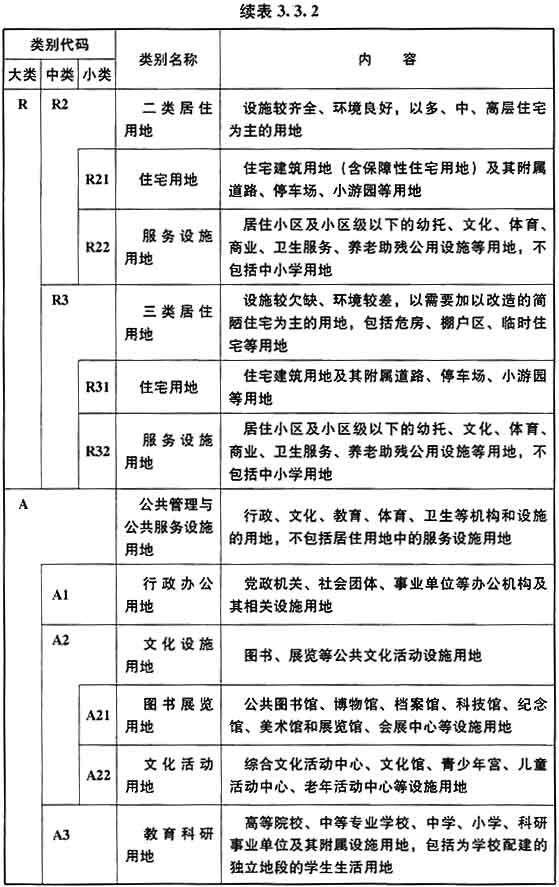 续表3.3.2
类别代码
类别名称
内 容
大类 中类 小类
R R2 二类居住
用地
设施较齐全、环境良好，以多、中、高层住宅
为主的用地
R21 住宅用地
住宅建筑用地（含保障性住宅用地）及其附属
道路、停车场、小游园等用地
R22 服务设施
用地
居住小区及小区级以下的幼托、文化、体育、
商业、卫生服务、养老助残公用设施等用地，不
包括中小学用地
R3 三类居住
用地
设施较欠缺、环境较差，以需要加以改造的简
陋住宅为主的用地，包括危房、棚户区、临时住
宅等用地
R31 住宅用地
住宅建筑用地及其附属道路、停车场、小游园
等用地
R32 服务设施
用地
居住小区及小区级以下的幼托、文化、体育、
商业、卫生服务、养老助残公用设施等用地，不
包括中小学用地
A 公共管理与
公共服务设施
用地
行政、文化、教育、体育、卫生等机构和设施
的用地，不包括居住用地中的服务设施用地
A1 行政办公
用地
党政机关、社会团体、事业单位等办公机构及
其相关设施用地
A2 文化设施
用地
图书、展览等公共文化活动设施用地
A21 图书展览
用地
公共图书馆、博物馆、档案馆、科技馆、纪念
馆、美术馆和展览馆、会展中心等设施用地
A22 文化活动
用地
综合文化活动中心、文化馆、青少年宫、儿童
活动中心、老年活动中心等设施用地
A3 教育科研
用地
高等院校、中等专业学校、中学、小学、科研
事业单位及其附属设施用地，包括为学校配建的
独立地段的学生生活用地